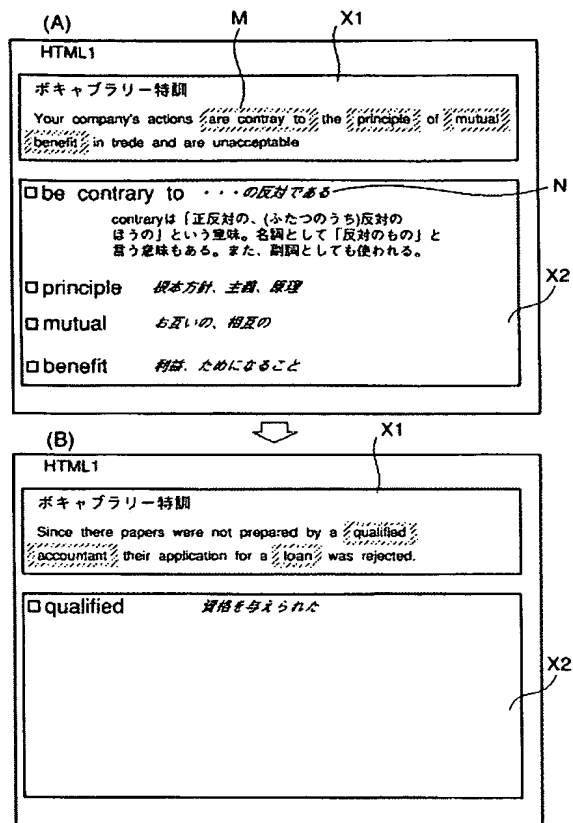 (A)
M
X1
HTML1
ボキャブラリー特訓
Your company's actions are contray to the principle of mutual
benefit in trade and are unacceptable
□be contrary to ・・・の反対である
N
contraryは「正反対の、(ふたつのうち)反対の
ほうの」という意味。名詞として「反対のもの」と
言う意味もある。また、副詞としても使われる。
X2
□principle 根本方針、主義、原理
□mutual お互いの、相互の
□benefit 利益、ためになること
(B)
X1
HTML1
ボキャブラリー特訓
Since there papers were not prepared by a qualified
accountant their application for a loan was rejected.
□qualified 資格を与えられた
X2